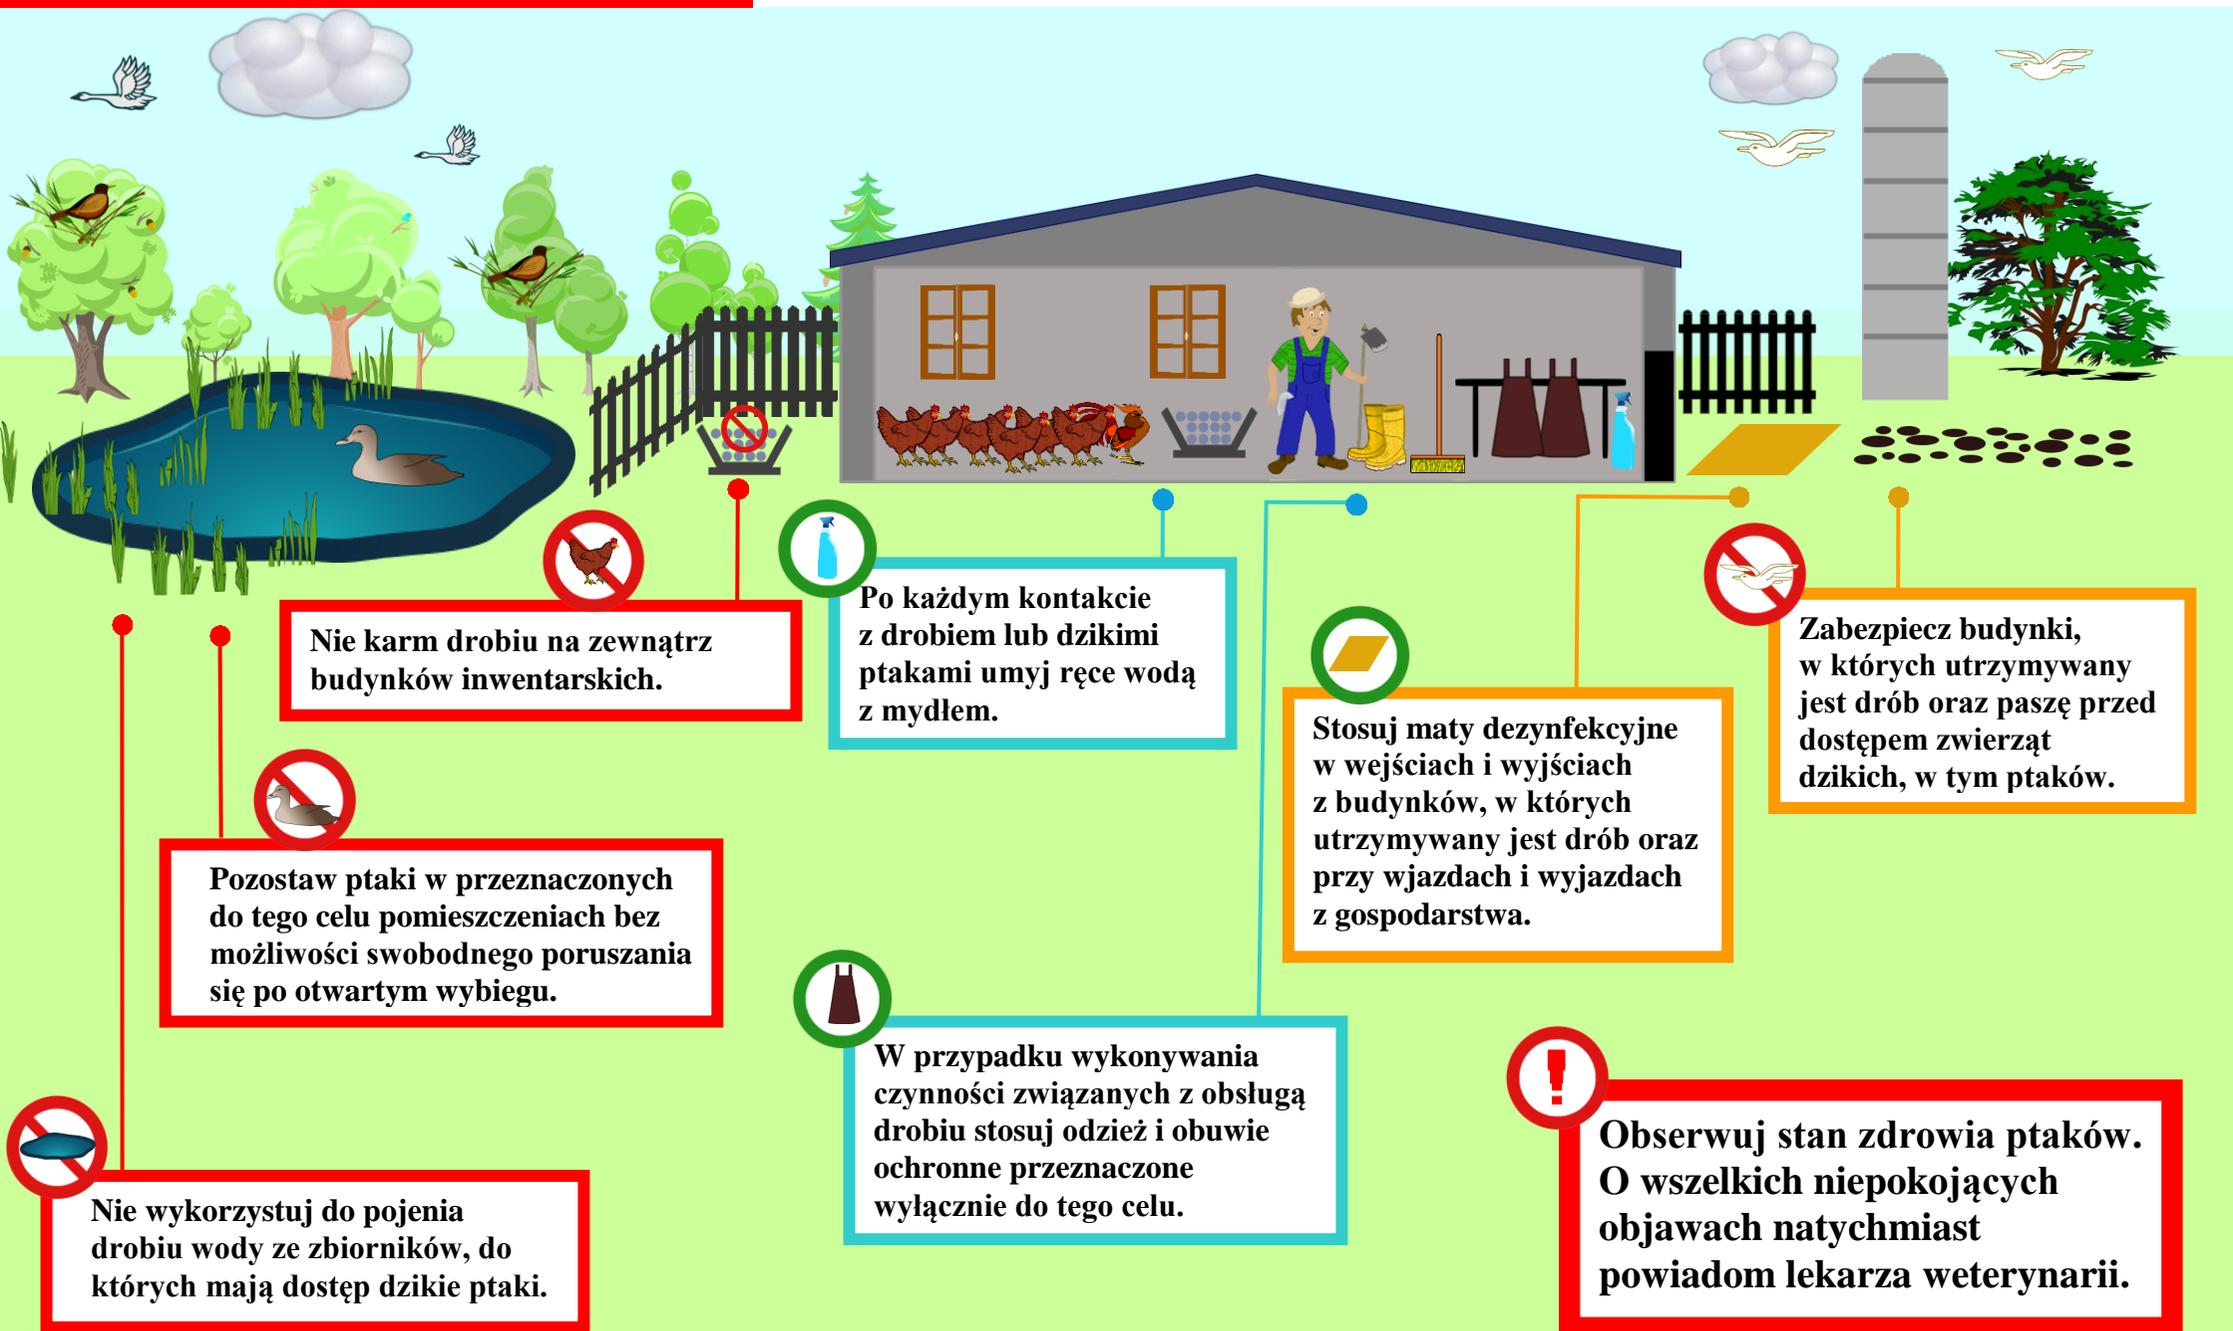 Nie karm drobiu na zewnątrz
budynków inwentarskich.
Po każdym kontakcie
z drobiem lub dzikimi
ptakami umyj ręce wodą
z mydłem.
Zabezpiecz budynki,
w których utrzymywany
jest drób oraz paszę przed
dostępem zwierząt
dzikich, w tym ptaków.
Stosuj maty dezynfekcyjne
w wejściach i wyjściach
z budynków, w których
utrzymywany jest drób oraz
przy wjazdach i wyjazdach
z gospodarstwa.
Pozostaw ptaki w przeznaczonych
do tego celu pomieszczeniach bez
możliwości swobodnego poruszania
się po otwartym wybiegu.
W przypadku wykonywania
czynności związanych z obsługą
drobiu stosuj odzież i obuwie
ochronne przeznaczone
wyłącznie do tego celu.
Nie wykorzystuj do pojenia
drobiu wody ze zbiorników, do
których mają dostęp dzikie ptaki.
Obserwuj stan zdrowia ptaków.
O wszelkich niepokojących
objawach natychmiast
powiadom lekarza weterynarii.